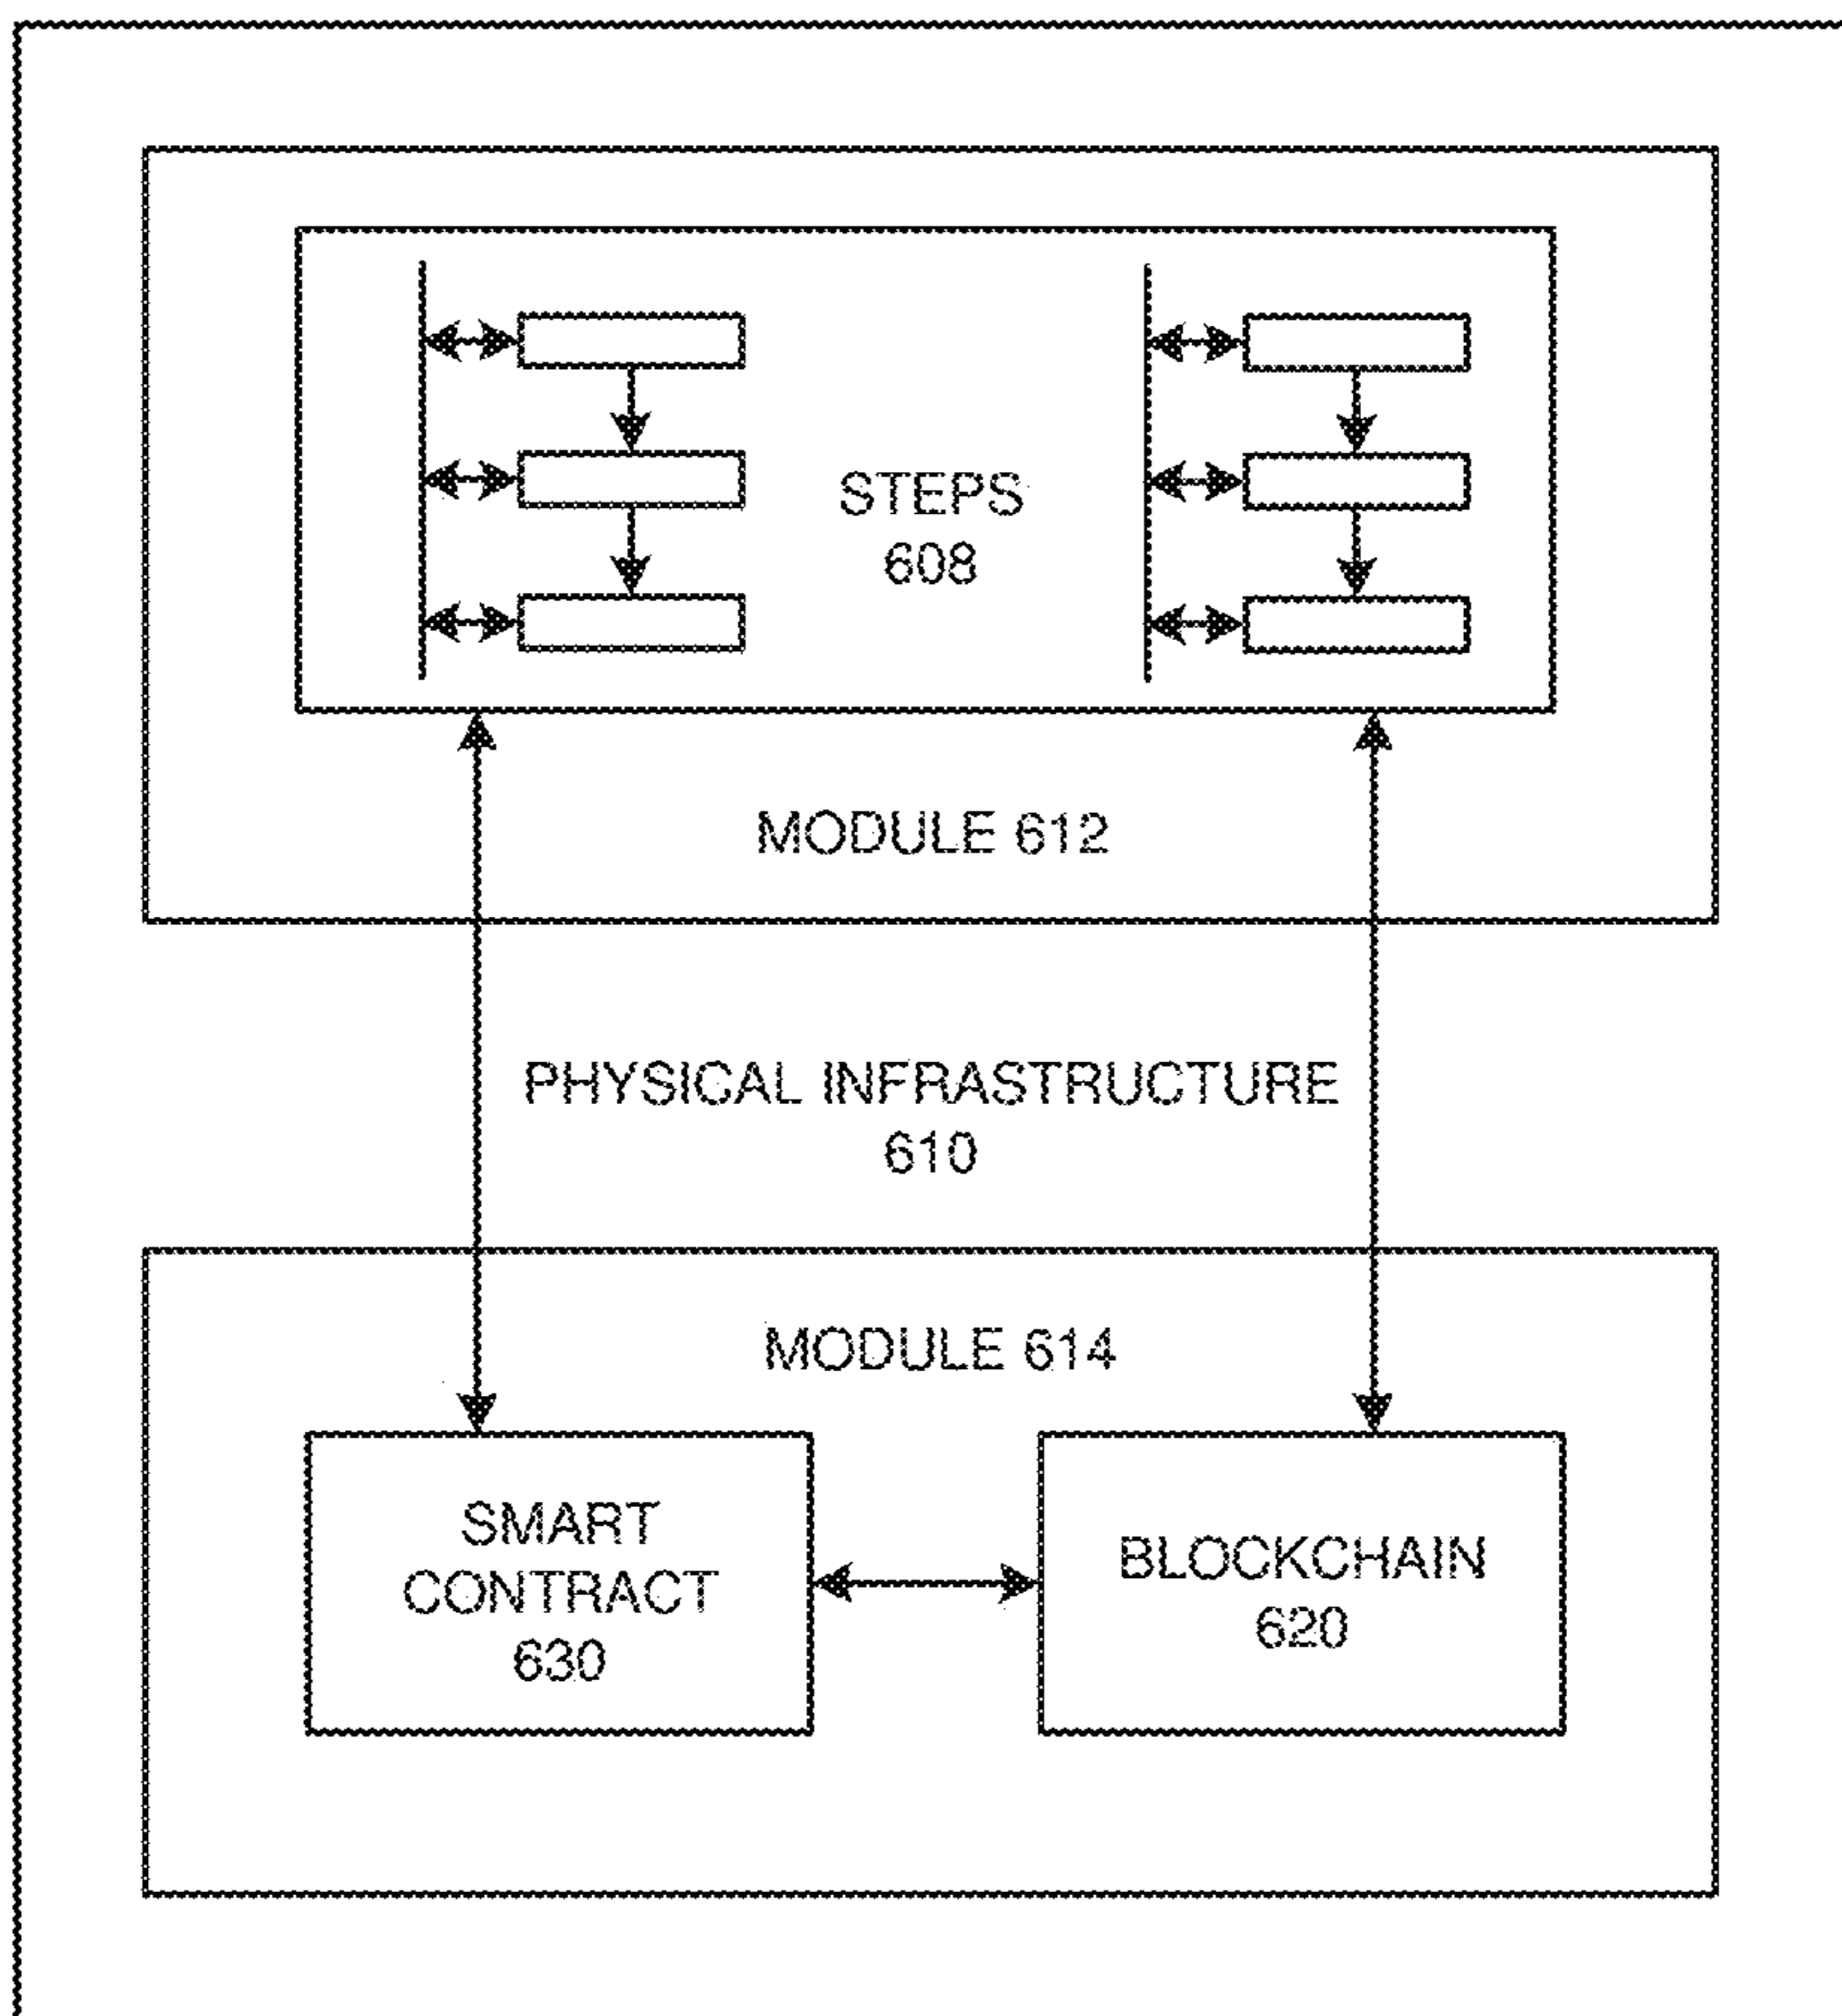 STEPS
608
MODULE 612
PHYSICAL INFRASTRUCTURE
610
MODULE 614
SMART
CONTRACT
630
BLOCKCHAIN
620